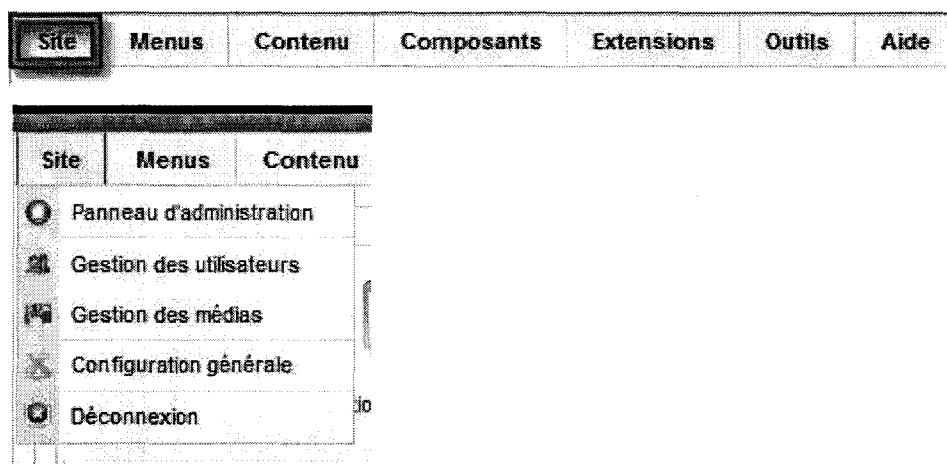 Site Menus Contenu Composants Extensions Outils Aide
Site Menus Contenu
Panneau d'administration
Gestion des utilisateurs
Gestion des médias
Configuration générale
Déconnexion